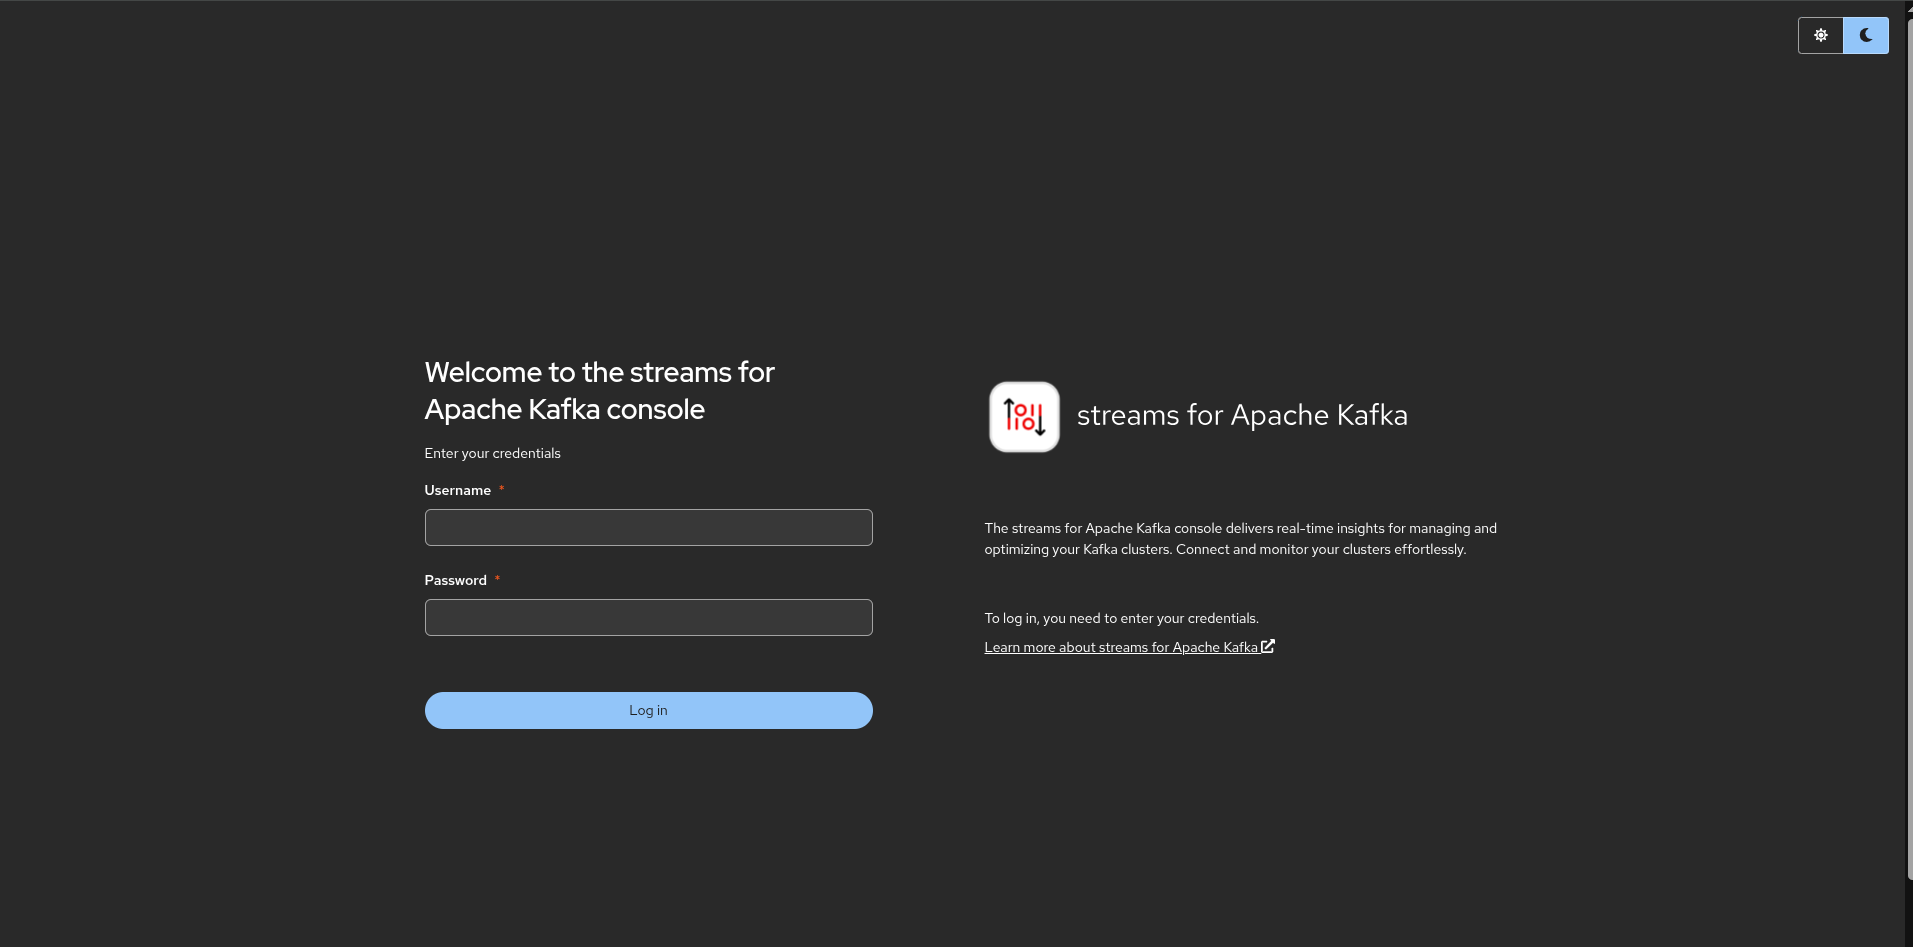 Welcome to the streams for
Apache Kafka console
Enter your credentials
Username *
Password *
Log in
streams for Apache Kafka
The streams for Apache Kafka console delivers real-time insights for managing and
optimizing your Kafka clusters. Connect and monitor your clusters effortlessly.
To log in, you need to enter your credentials.
Learn more about streams for Apache Kafka